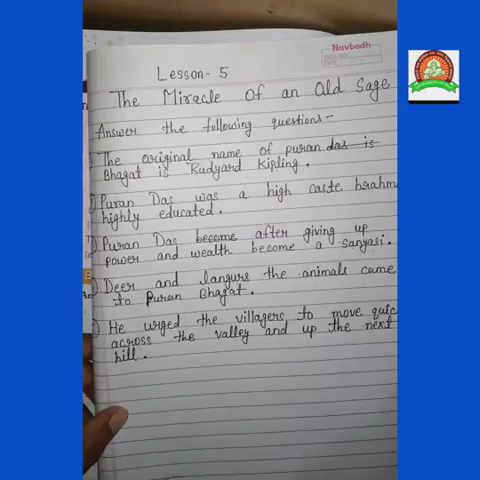 Navbodh
PAGE NO.
DATE
Lesson - 5
The Miracle Of an Old Sage
Answer the following questions -
The original name of puran das is
Bhagat is Rudyard Kipling.
Puran Das was a high caste brahm
highly educated.
Puran Das become after giving up
power and wealth become a Sanyasi.
Deer and langurs the animals came
to Puran Bhagat.
He urged the villagers to move quic
across the valley and up the next
hill.